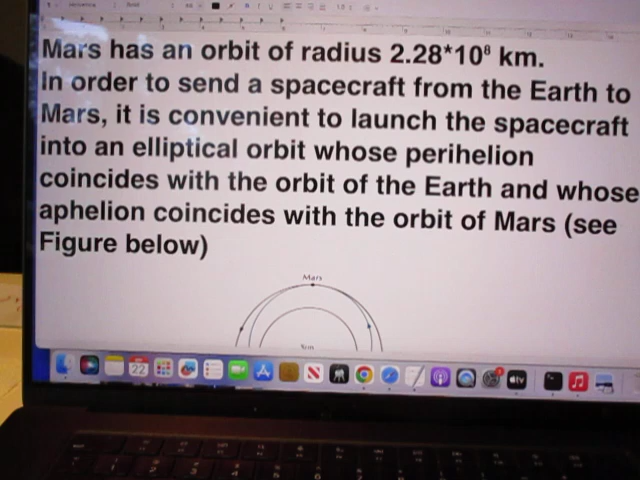 Mars has an orbit of radius 2.28*10⁸ km.
In order to send a spacecraft from the Earth to
Mars, it is convenient to launch the spacecraft
into an elliptical orbit whose perihelion
coincides with the orbit of the Earth and whose
aphelion coincides with the orbit of Mars (see
Figure below)
Mars
22
tv